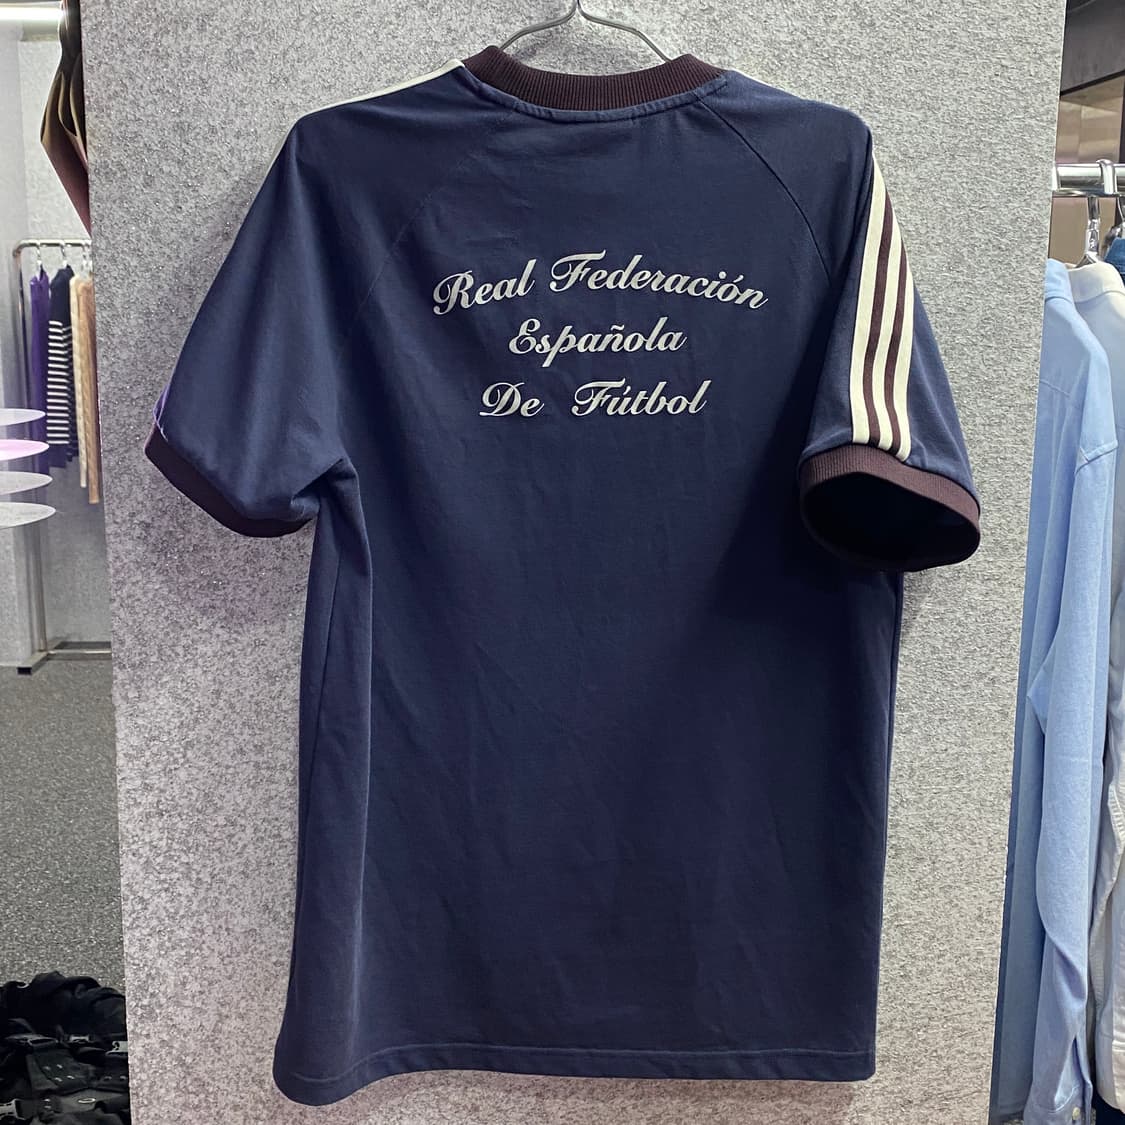 Real Federación
Española
De Fútbol